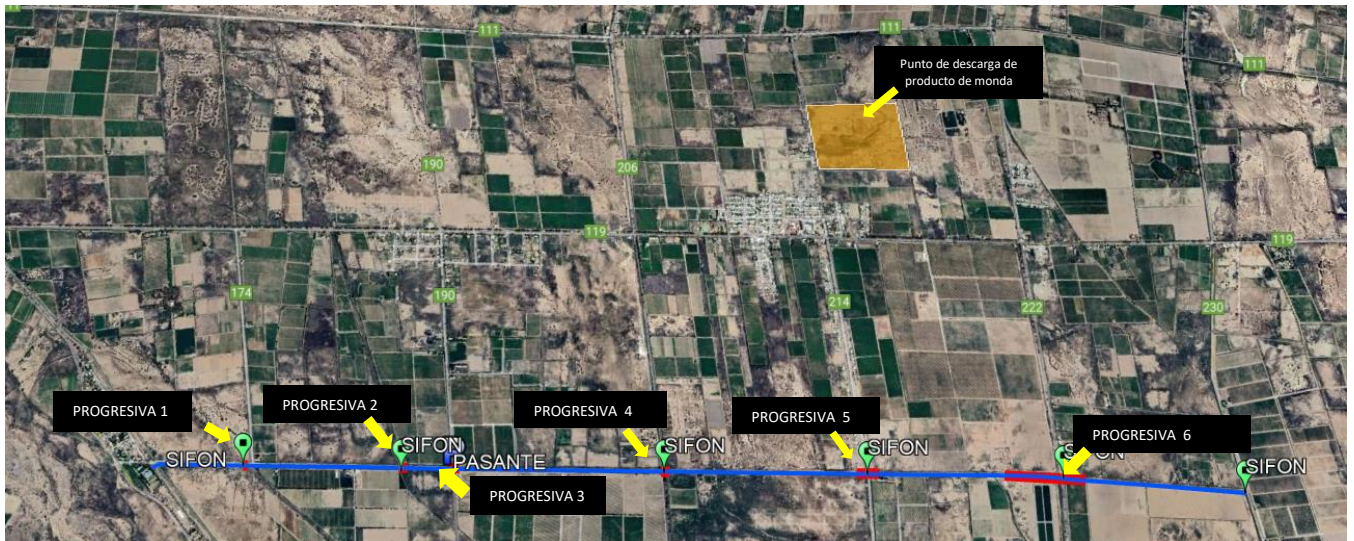 111
111
111
Punto de descarga de
producto de monda
190
206
119
119
174
190
214
222
230
PROGRESIVA 1
PROGRESIVA 2
PROGRESIVA 4
PROGRESIVA 5
PROGRESIVA 6
SIFON
SIFON
PASANTE
SIFON
SIFON
SIFON
PROGRESIVA 3